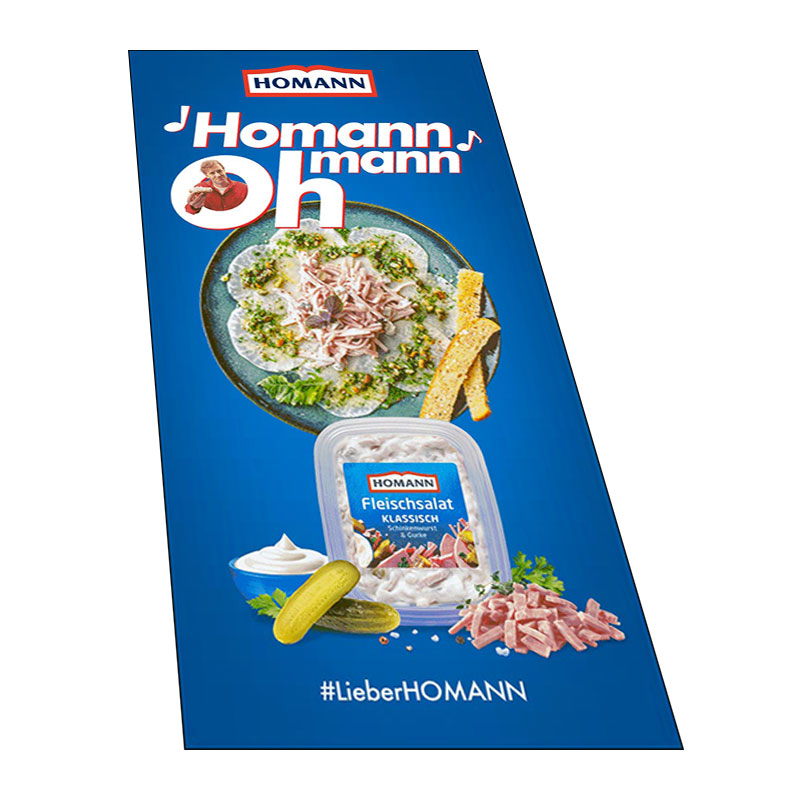 HOMANN
Homann
mann
Oh
HOMANN
Fleischsalat
KLASSISCH
Schinkenwurst
& Gurke
#LieberHOMANN